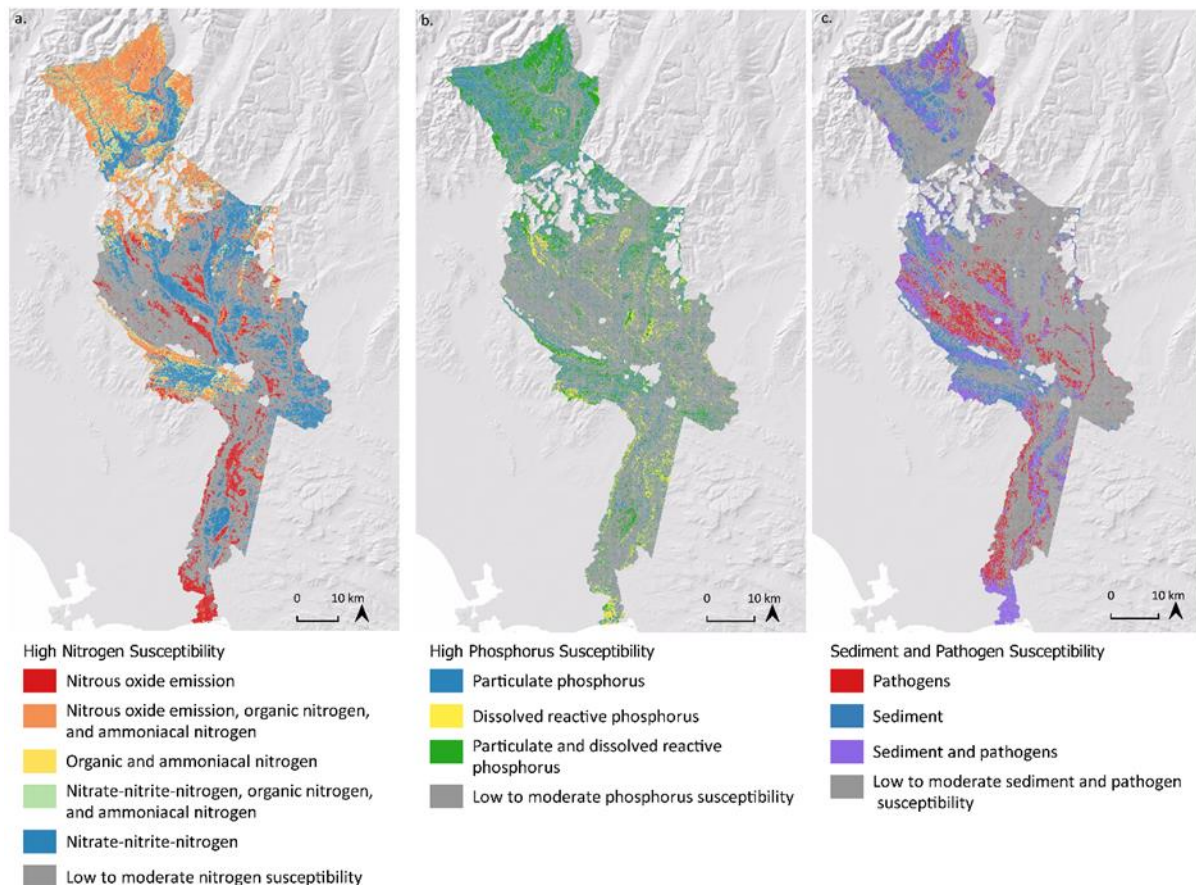 a.
b.
c.
0 10 km
0 10 km
0 10 km
High Nitrogen Susceptibility
Nitrous oxide emission
Nitrous oxide emission, organic nitrogen,
and ammoniacal nitrogen
Organic and ammoniacal nitrogen
Nitrate-nitrite-nitrogen, organic nitrogen,
and ammoniacal nitrogen
Nitrate-nitrite-nitrogen
Low to moderate nitrogen susceptibility
High Phosphorus Susceptibility
Particulate phosphorus
Dissolved reactive phosphorus
Particulate and dissolved reactive
phosphorus
Low to moderate phosphorus susceptibility
Sediment and Pathogen Susceptibility
Pathogens
Sediment
Sediment and pathogens
Low to moderate sediment and pathogen
susceptibility